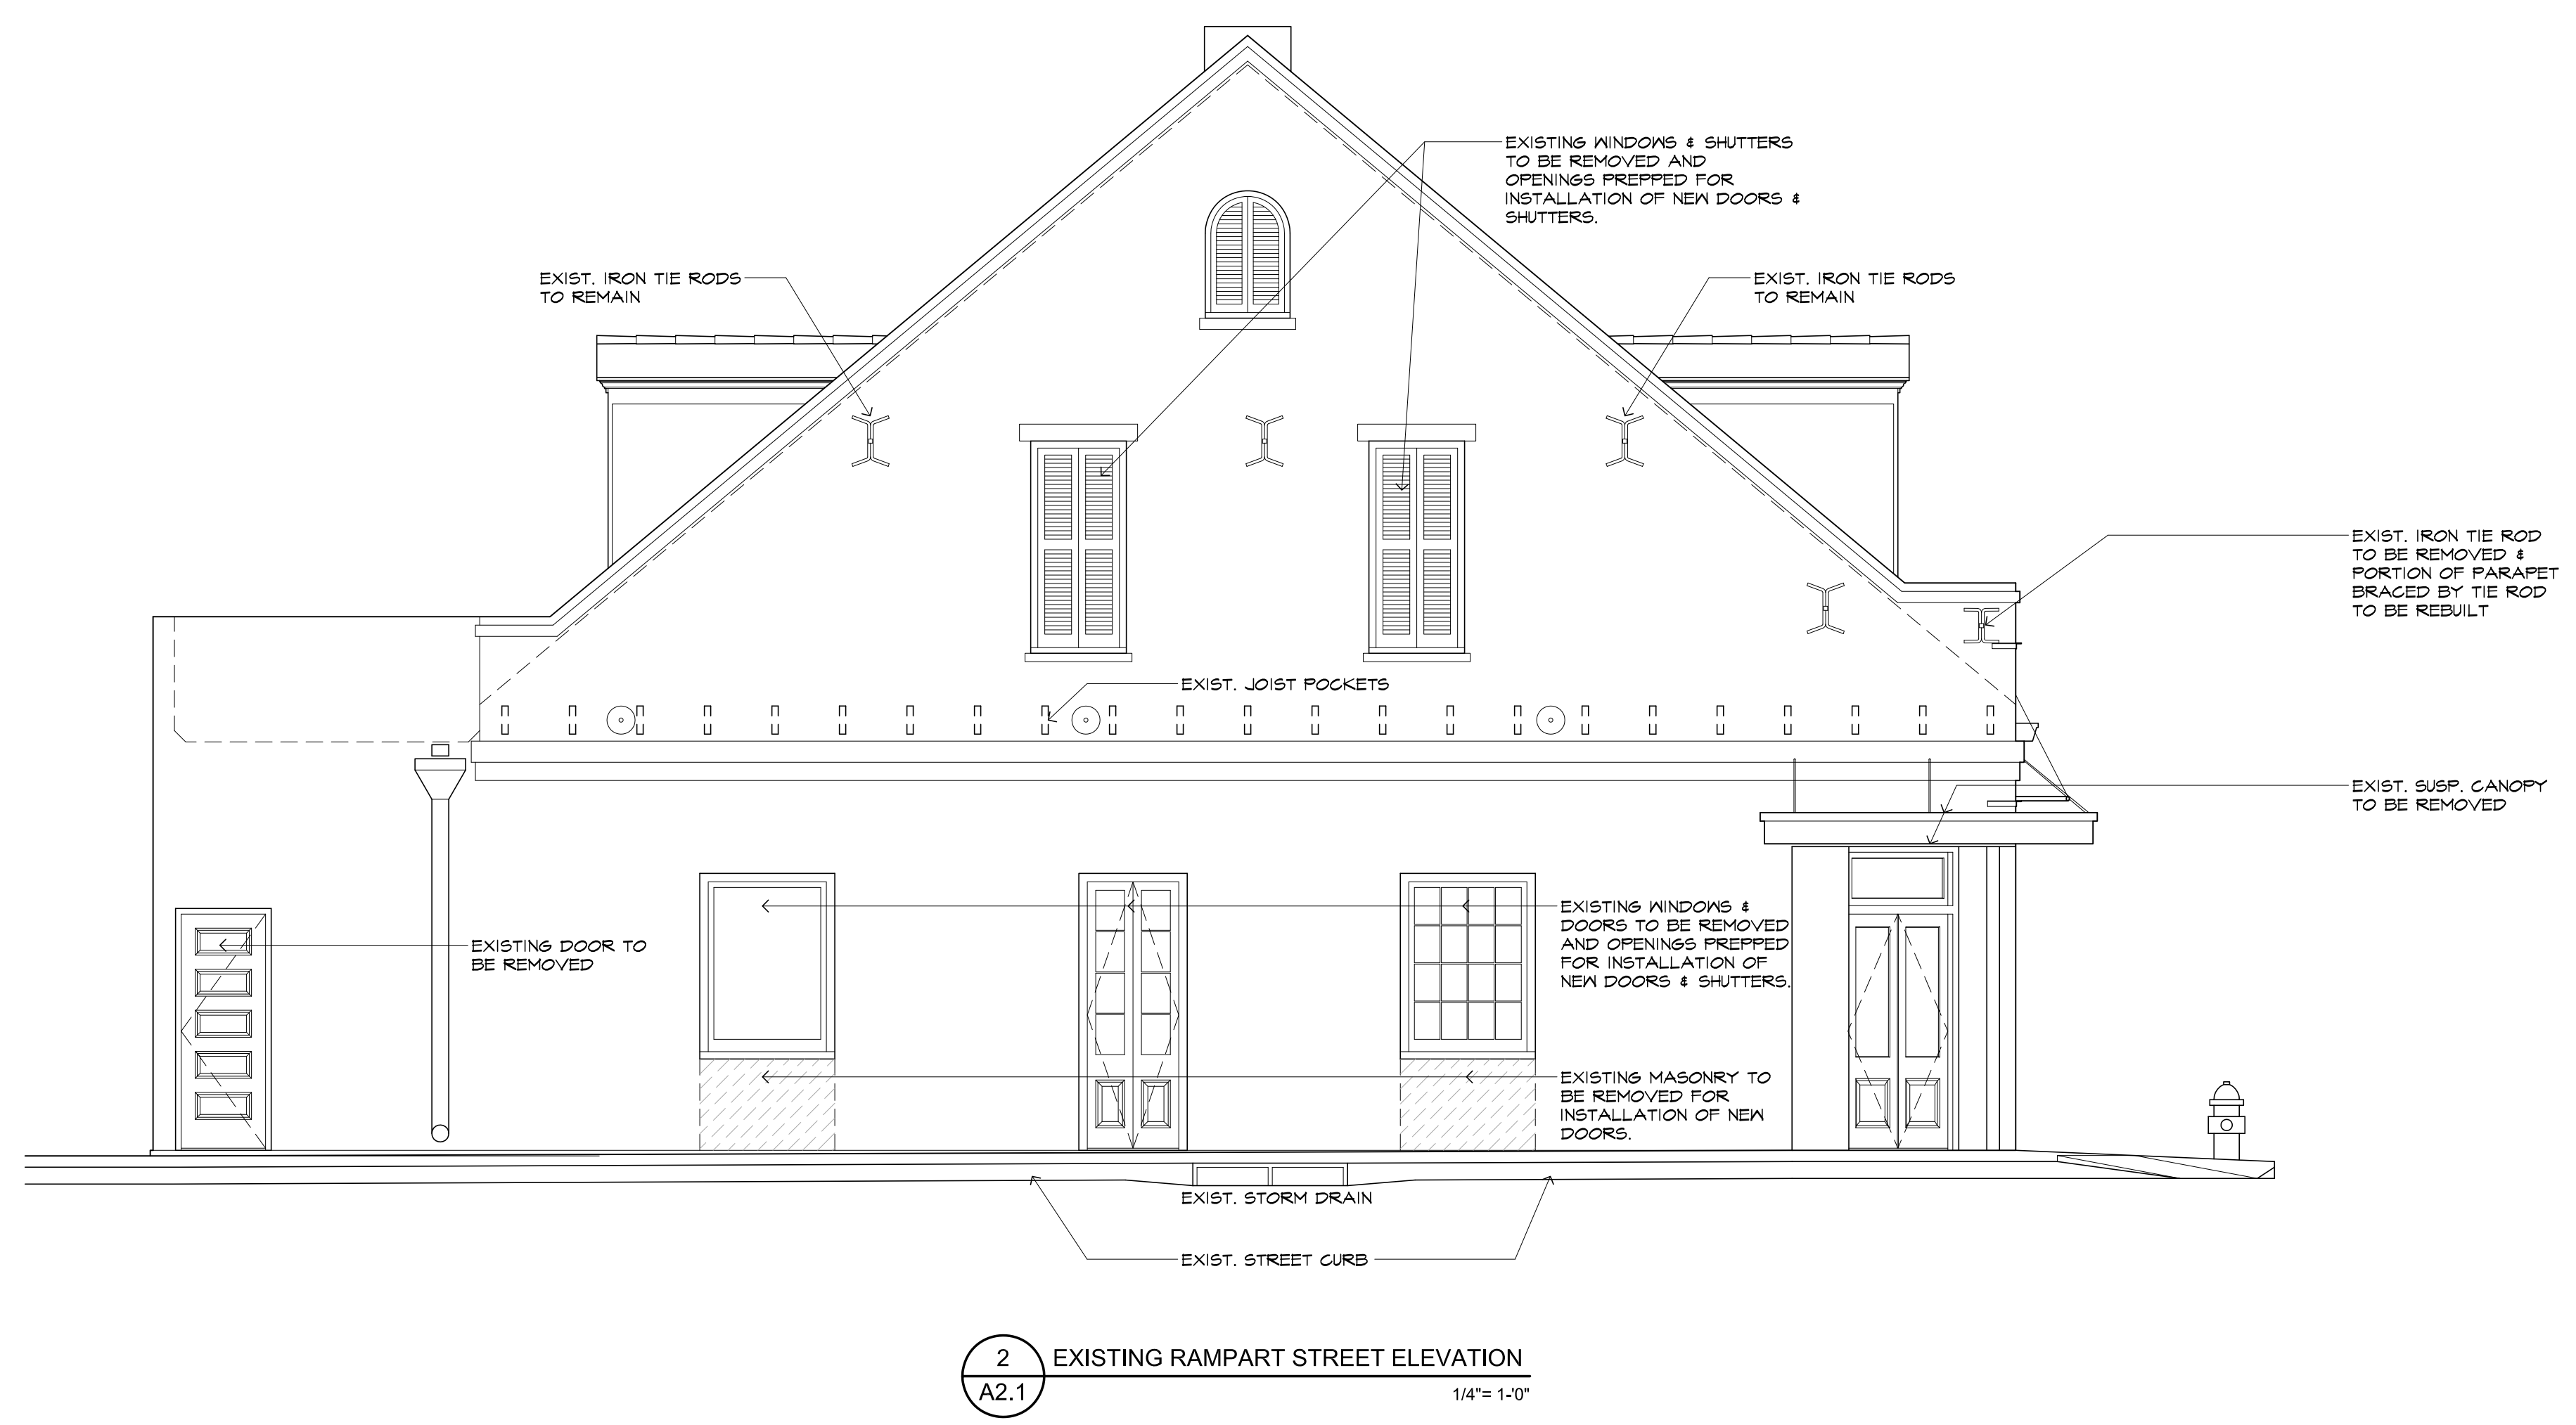 EXISTING WINDOWS & SHUTTERS
TO BE REMOVED AND
OPENINGS PREPPED FOR
INSTALLATION OF NEW DOORS &
SHUTTERS.
EXIST. IRON TIE RODS
TO REMAIN
EXIST. IRON TIE RODS
TO REMAIN
EXIST. IRON TIE ROD
TO BE REMOVED &
PORTION OF PARAPET
BRACED BY TIE ROD
TO BE REBUILT
EXIST. JOIST POCKETS
EXIST. SUSP. CANOPY
TO BE REMOVED
EXISTING DOOR TO
BE REMOVED
EXISTING WINDOWS &
DOORS TO BE REMOVED
AND OPENINGS PREPPED
FOR INSTALLATION OF
NEW DOORS & SHUTTERS.
EXISTING MASONRY TO
BE REMOVED FOR
INSTALLATION OF NEW
DOORS.
EXIST. STORM DRAIN
EXIST. STREET CURB
2
A2.1
EXISTING RAMPART STREET ELEVATION
1/4"= 1-'0"